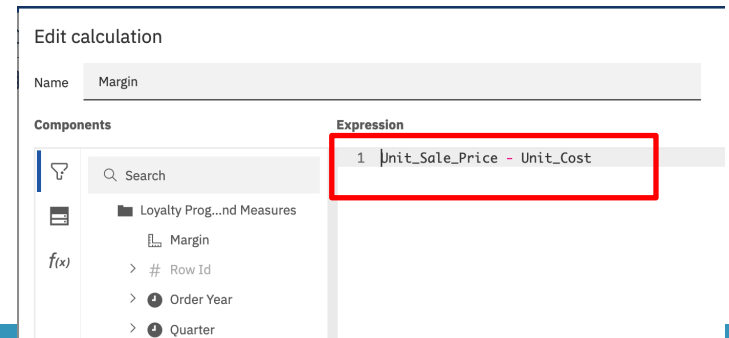 Edit calculation
Name Margin
Components Expression
1 Unit_Sale_Price - Unit_Cost
Search
Loyalty Prog...nd Measures
Margin
# Row Id
f(x)
Order Year
Quarter